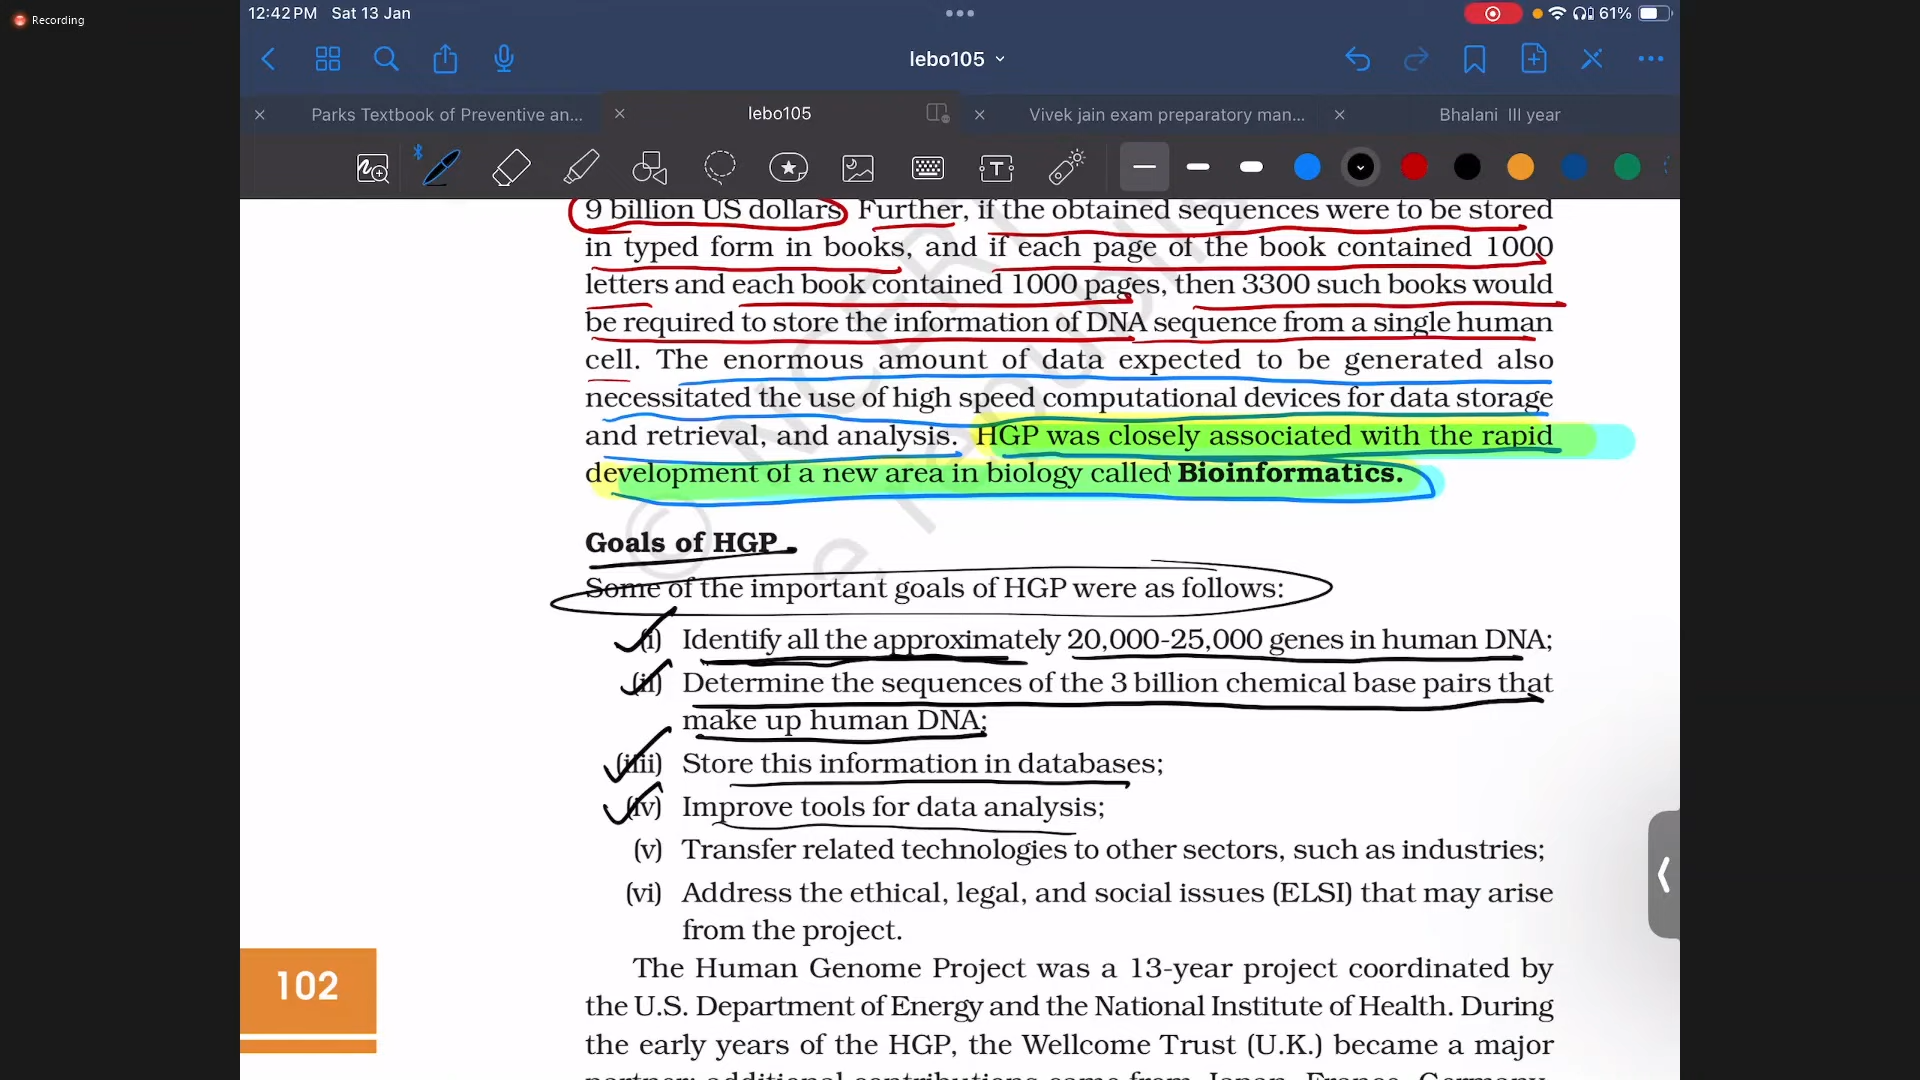 Recording
12:42 PM Sat 13 Jan
61%
lebo105
Parks Textbook of Preventive an...
lebo105
Vivek jain exam preparatory man...
Bhalani III year
9 billion US dollars. Further, if the obtained sequences were to be stored
in typed form in books, and if each page of the book contained 1000
letters and each book contained 1000 pages, then 3300 such books would
be required to store the information of DNA sequence from a single human
cell. The enormous amount of data expected to be generated also
necessitated the use of high speed computational devices for data storage
and retrieval, and analysis. HGP was closely associated with the rapid
development of a new area in biology called Bioinformatics.
Goals of HGP
Some of the important goals of HGP were as follows:
(i) Identify all the approximately 20,000-25,000 genes in human DNA;
(ii) Determine the sequences of the 3 billion chemical base pairs that
make up human DNA;
(iiii) Store this information in databases;
(iv) Improve tools for data analysis;
(v) Transfer related technologies to other sectors, such as industries;
(vi) Address the ethical, legal, and social issues (ELSI) that may arise
from the project.
The Human Genome Project was a 13-year project coordinated by
the U.S. Department of Energy and the National Institute of Health. During
the early years of the HGP, the Wellcome Trust (U.K.) became a major
partner; additional contributions came from Japan, France, Germany,
102